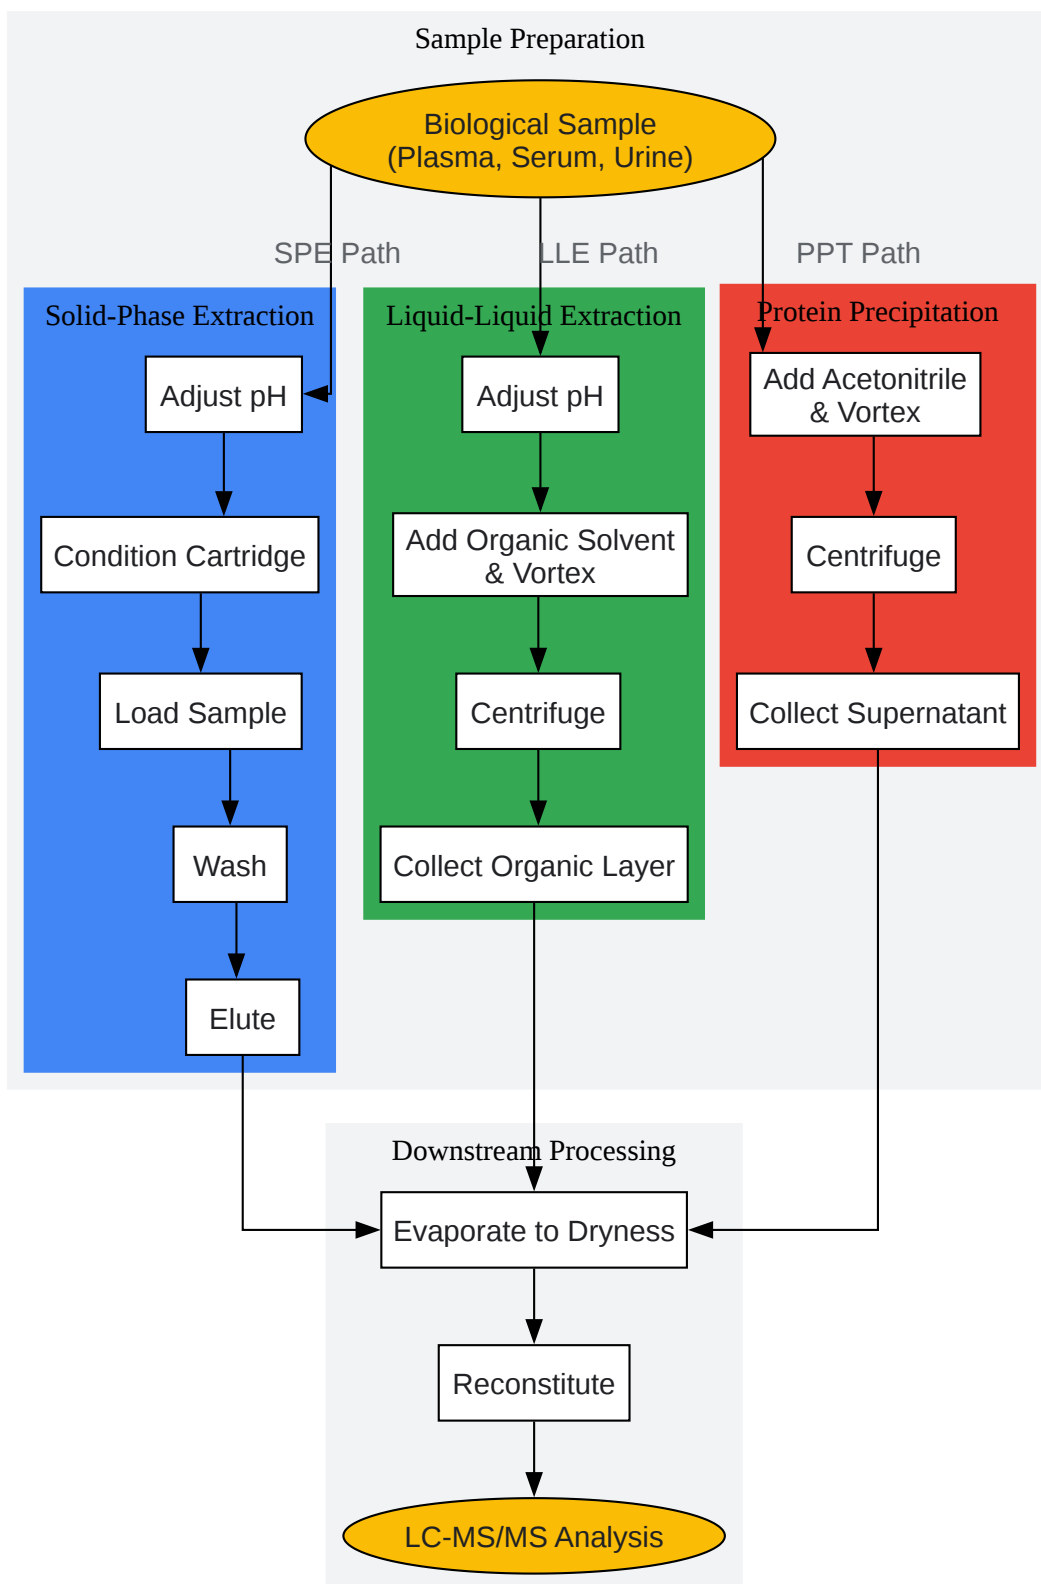 Sample Preparation
Biological Sample
(Plasma, Serum, Urine)
SPE Path
LLE Path
PPT Path
Solid-Phase Extraction
Adjust pH
Condition Cartridge
Load Sample
Wash
Elute
Liquid-Liquid Extraction
Adjust pH
Add Organic Solvent
& Vortex
Centrifuge
Collect Organic Layer
Protein Precipitation
Add Acetonitrile
& Vortex
Centrifuge
Collect Supernatant
Downstream Processing
Evaporate to Dryness
Reconstitute
LC-MS/MS Analysis